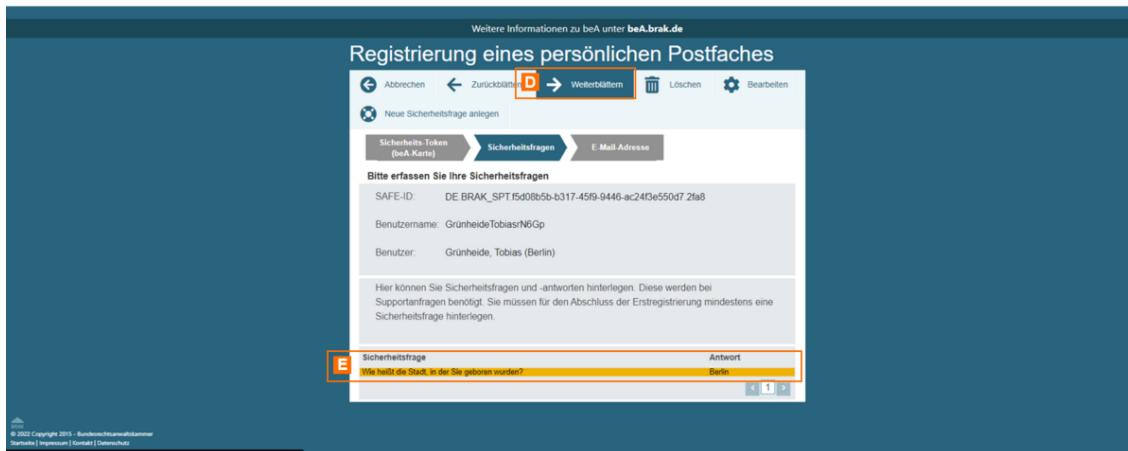 Weitere Informationen zu beA unter beA.brak.de
Registrierung eines persönlichen Postfaches
Abbrechen Zurückblättern D Weiterblättern Löschen Bearbeiten
Neue Sicherheitsfrage anlegen
Sicherheits-Token
(beA-Karte)
Sicherheitsfragen
E-Mail-Adresse
Bitte erfassen Sie Ihre Sicherheitsfragen
SAFE-ID: DE.BRAK_SPT.f5d08b5b-b317-45f9-9446-ac24f3e550d7.2fa8
Benutzername: GrünheideTobiasrN6Gp
Benutzer: Grünheide, Tobias (Berlin)
Hier können Sie Sicherheitsfragen und -antworten hinterlegen. Diese werden bei
Supportanfragen benötigt. Sie müssen für den Abschluss der Erstregistrierung mindestens eine
Sicherheitsfrage hinterlegen.
E
Sicherheitsfrage Antwort
Wie heißt die Stadt, in der Sie geboren wurden? Berlin
< 1 >
© 2022 Copyright 2015 - Bundesrechtsanwaltskammer
Startseite | Impressum | Kontakt | Datenschutz